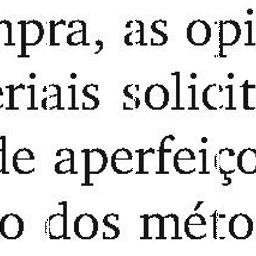 mpra, as opi
eriais solicit
de aperfeiço
o dos méto